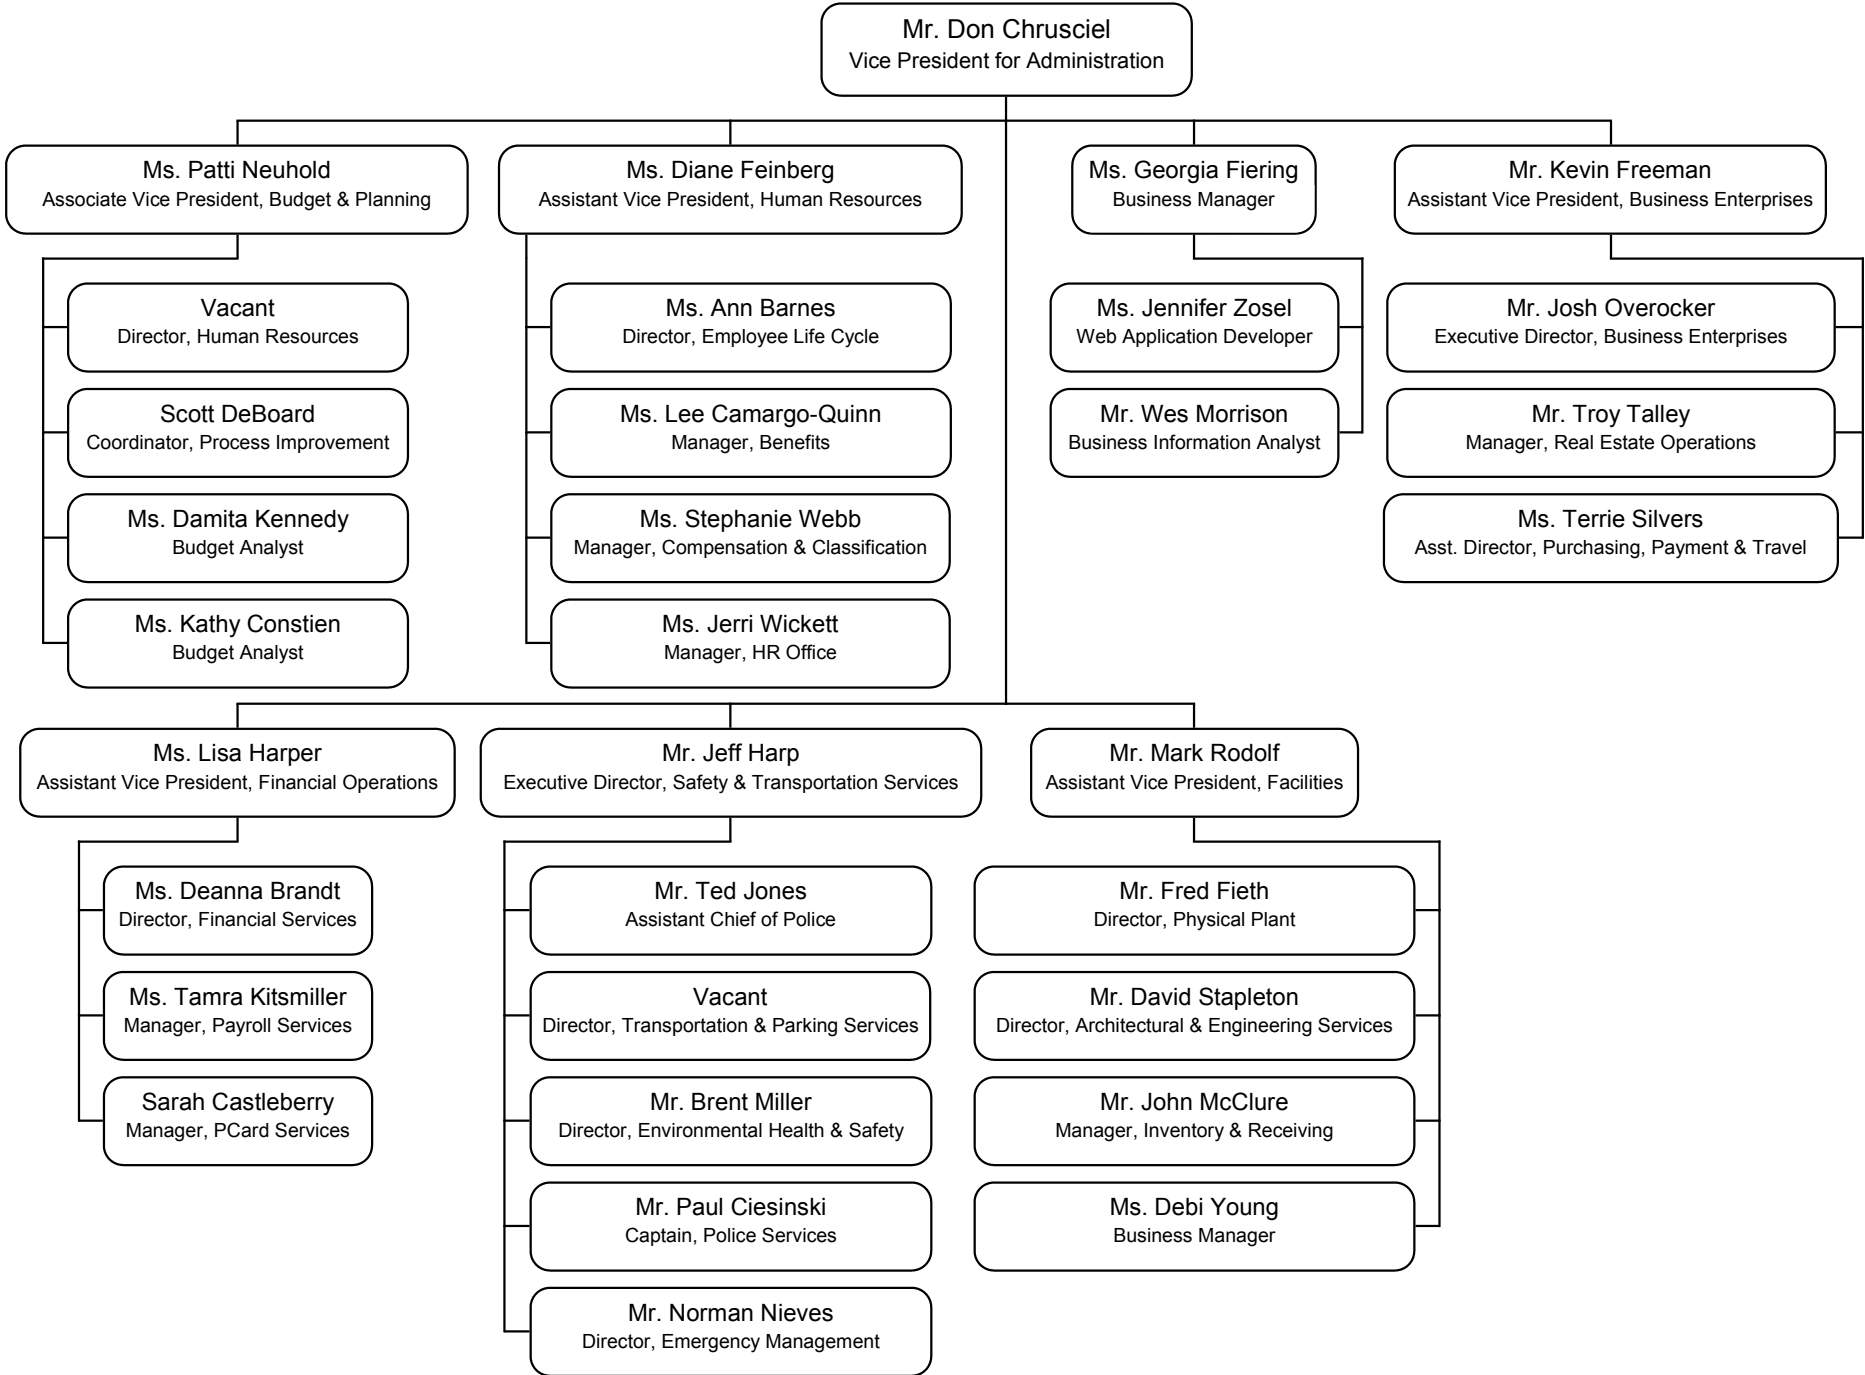 Mr. Don Chrusciel
Vice President for Administration
Ms. Patti Neuhold
Associate Vice President, Budget & Planning
Vacant
Director, Human Resources
Scott DeBoard
Coordinator, Process Improvement
Ms. Damita Kennedy
Budget Analyst
Ms. Kathy Constien
Budget Analyst
Ms. Diane Feinberg
Assistant Vice President, Human Resources
Ms. Ann Barnes
Director, Employee Life Cycle
Ms. Lee Camargo-Quinn
Manager, Benefits
Ms. Stephanie Webb
Manager, Compensation & Classification
Ms. Jerri Wickett
Manager, HR Office
Ms. Georgia Fiering
Business Manager
Ms. Jennifer Zosel
Web Application Developer
Mr. Wes Morrison
Business Information Analyst
Mr. Kevin Freeman
Assistant Vice President, Business Enterprises
Mr. Josh Overocker
Executive Director, Business Enterprises
Mr. Troy Talley
Manager, Real Estate Operations
Ms. Terrie Silvers
Asst. Director, Purchasing, Payment & Travel
Ms. Lisa Harper
Assistant Vice President, Financial Operations
Ms. Deanna Brandt
Director, Financial Services
Ms. Tamra Kitsmiller
Manager, Payroll Services
Sarah Castleberry
Manager, PCard Services
Mr. Jeff Harp
Executive Director, Safety & Transportation Services
Mr. Ted Jones
Assistant Chief of Police
Vacant
Director, Transportation & Parking Services
Mr. Brent Miller
Director, Environmental Health & Safety
Mr. Paul Ciesinski
Captain, Police Services
Mr. Norman Nieves
Director, Emergency Management
Mr. Mark Rodolf
Assistant Vice President, Facilities
Mr. Fred Fieth
Director, Physical Plant
Mr. David Stapleton
Director, Architectural & Engineering Services
Mr. John McClure
Manager, Inventory & Receiving
Ms. Debi Young
Business Manager